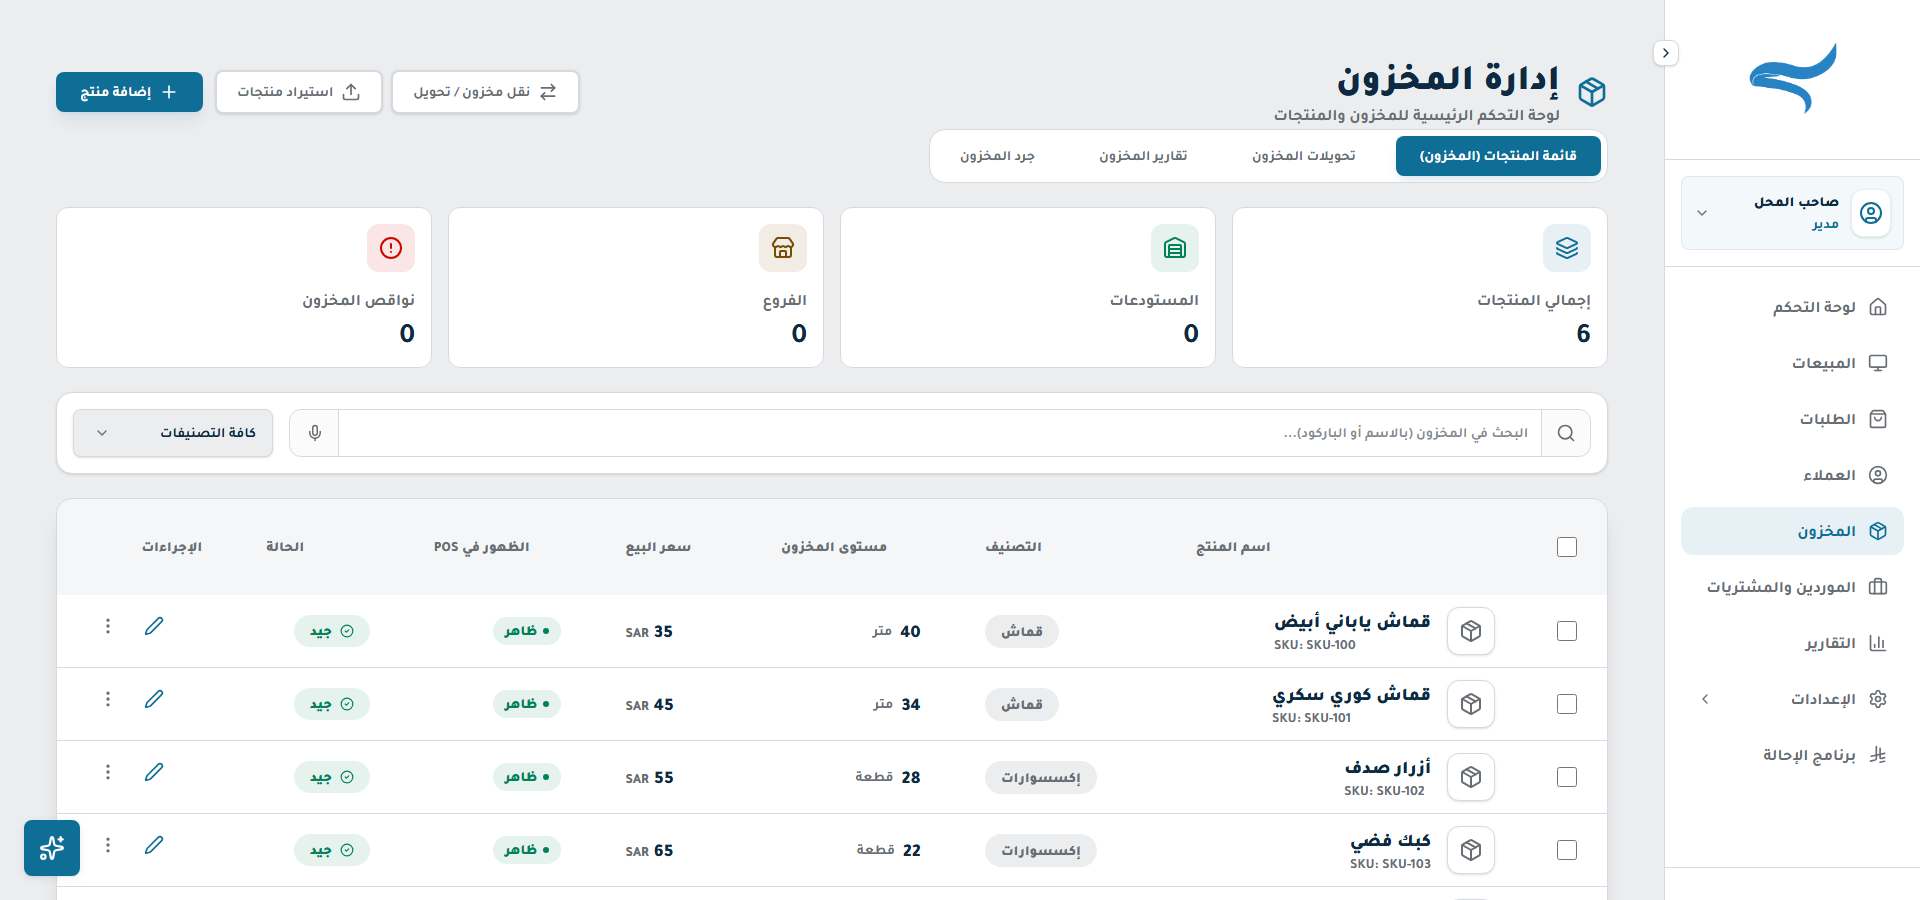 صاحب المحل
مدير
لوحة التحكم
المبيعات
الطلبات
العملاء
المخزون
الموردين والمشتريات
التقارير
الإعدادات
برنامج الإحالة
إدارة المخزون
لوحة التحكم الرئيسية للمخزون والمنتجات
نقل مخزون / تحويل
استيراد منتجات
إضافة منتج
قائمة المنتجات (المخزون)
تحويلات المخزون
تقارير المخزون
جرد المخزون
إجمالي المنتجات
6
المستودعات
0
الفروع
0
نواقص المخزون
0
البحث في المخزون (بالاسم أو الباركود)...
كافة التصنيفات
اسم المنتج التصنيف مستوى المخزون سعر البيع الظهور في POS الحالة الإجراءات
قماش ياباني أبيض قماش 40 متر 35 SAR ظاهر جيد
SKU: SKU-100
قماش كوري سكري قماش 34 متر 45 SAR ظاهر جيد
SKU: SKU-101
أزرار صدف إكسسوارات 28 قطعة 55 SAR ظاهر جيد
SKU: SKU-102
كبك فضي إكسسوارات 22 قطعة 65 SAR ظاهر جيد
SKU: SKU-103